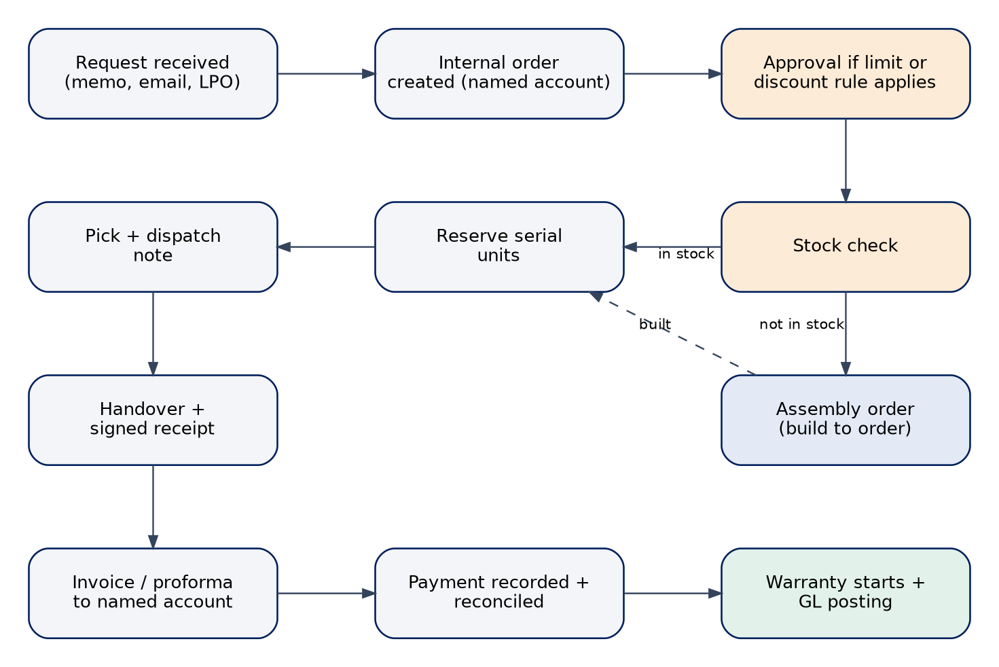 Request received
(memo, email, LPO)
Internal order
created (named account)
Approval if limit or
discount rule applies
Pick + dispatch
note
Reserve serial
units
in stock
Stock check
built
not in stock
Handover +
signed receipt
Assembly order
(build to order)
Invoice / proforma
to named account
Payment recorded +
reconciled
Warranty starts +
GL posting